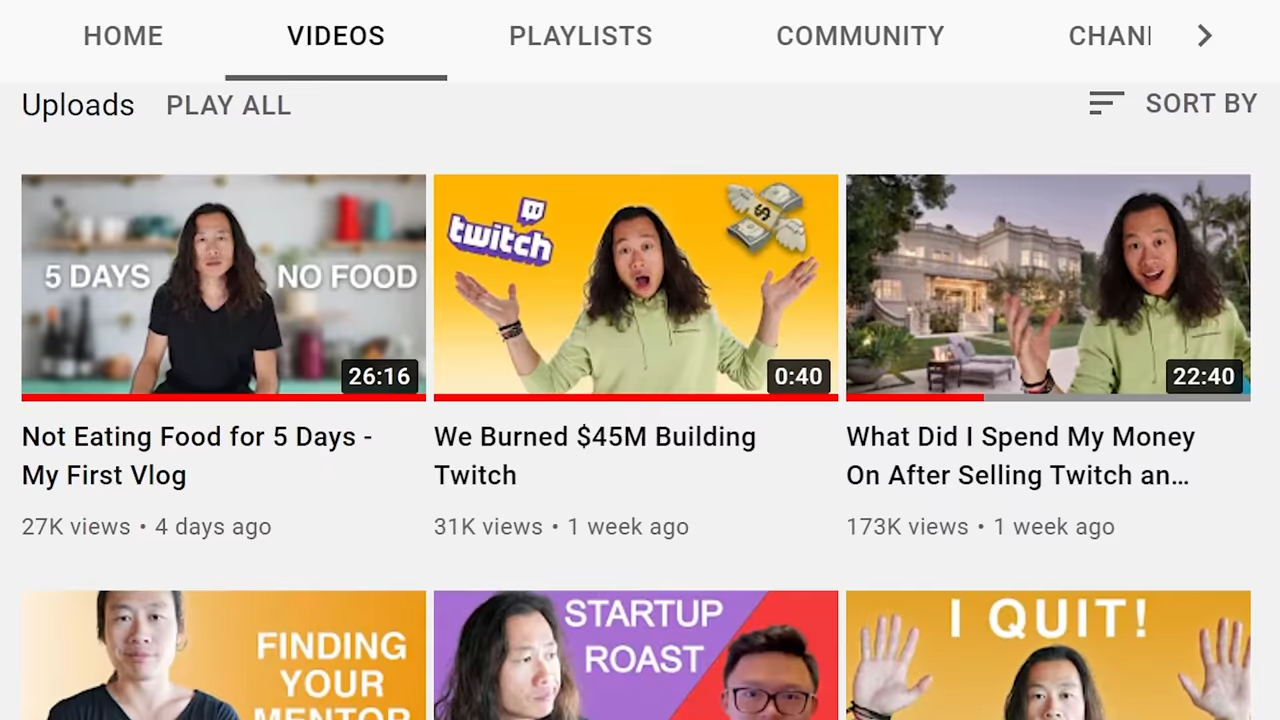 HOME VIDEOS PLAYLISTS COMMUNITY
Uploads PLAY ALL SORT BY
5 DAYS NO FOOD
26:16
twitch
0:40
22:40
Not Eating Food for 5 Days -
My First Vlog
27K views • 4 days ago
We Burned $45M Building
Twitch
31K views • 1 week ago
What Did I Spend My Money
On After Selling Twitch an...
173K views • 1 week ago
FINDING
YOUR
MENTOR
STARTUP
ROAST
I QUIT!